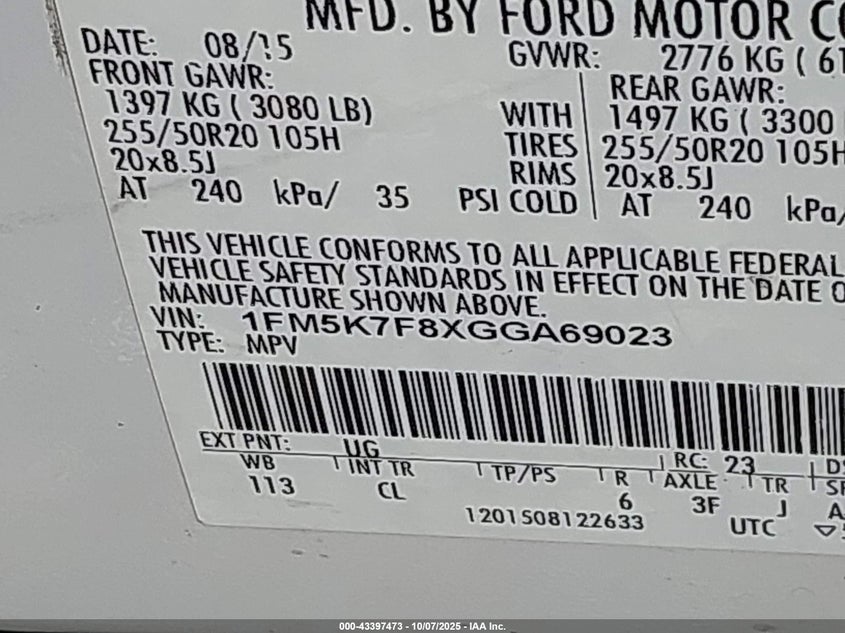 MFD. BY FORD MOTOR CO
DATE: 08/15 GVWR: 2776 KG ( 61
FRONT GAWR: REAR GAWR:
1397 KG ( 3080 LB) WITH 1497 KG ( 3300
255/50R20 105H TIRES 255/50R20 105H
20x8.5J RIMS 20x8.5J
AT 240 kPa/ 35 PSI COLD AT 240 kPa/
THIS VEHICLE CONFORMS TO ALL APPLICABLE FEDERAL
VEHICLE SAFETY STANDARDS IN EFFECT ON THE DATE O
MANUFACTURE SHOWN ABOVE.
VIN: 1FM5K7F8XGGA69023
TYPE: MPV
EXT PNT: UG RC: 23 D
WB INT TR TP/PS R AXLE TR S
113 CL 6 3F J A
1201508122633 UTC
000-43397473 - 10/07/2025 - IAA Inc.